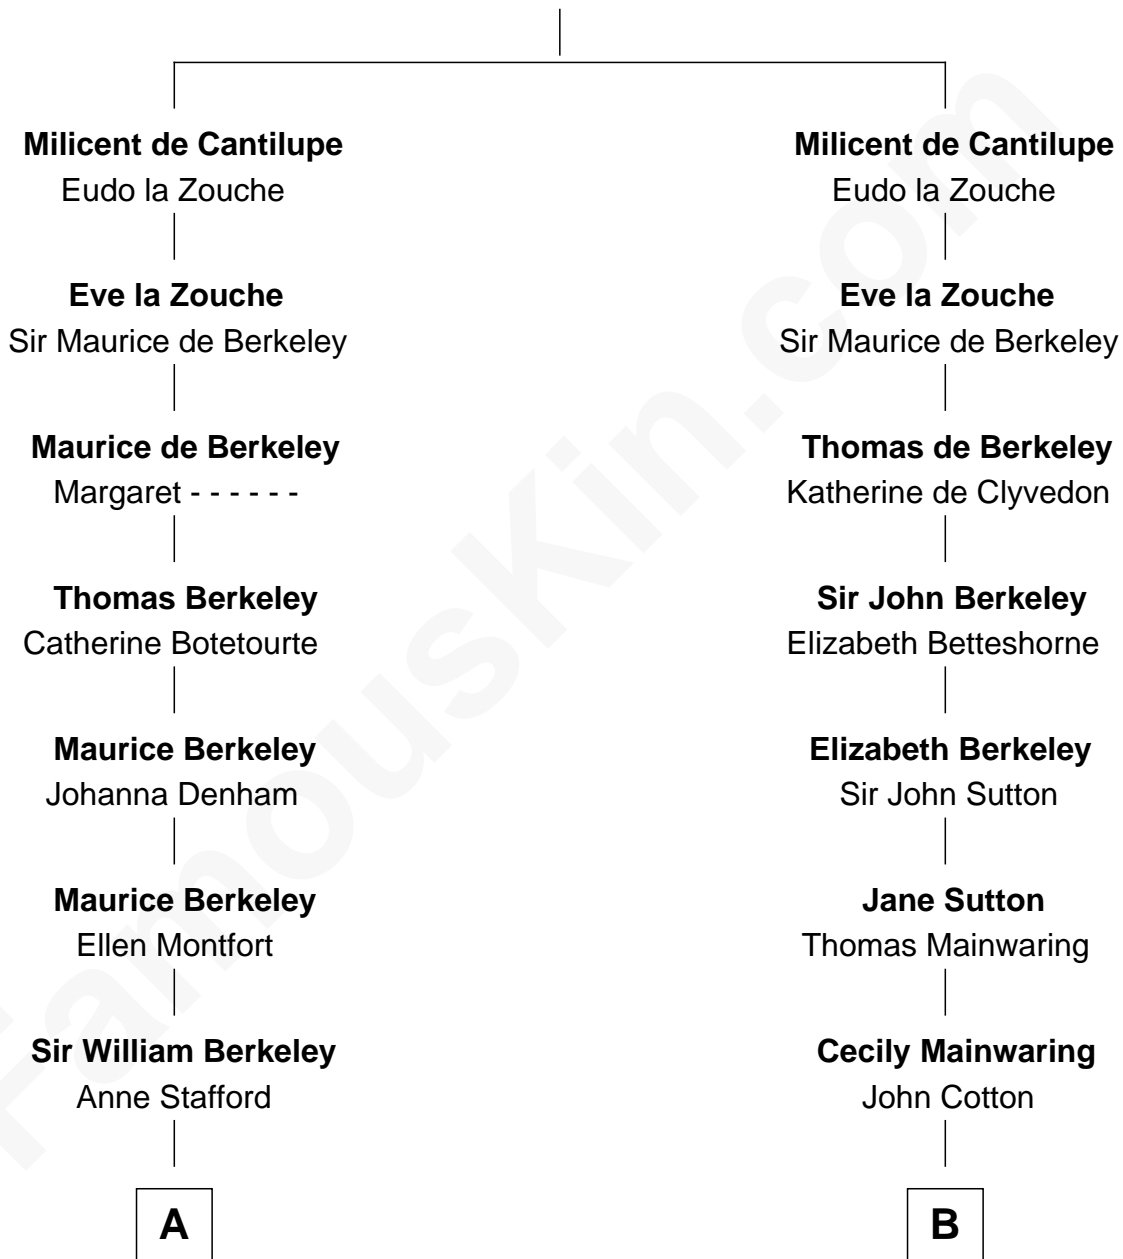 Milicent de Cantilupe
Eudo la Zouche
Eve la Zouche
Sir Maurice de Berkeley
Maurice de Berkeley
Margaret - - - - - -
Thomas Berkeley
Catherine Botetourte
Maurice Berkeley
Johanna Denham
Maurice Berkeley
Ellen Montfort
Sir William Berkeley
Anne Stafford
A
Milicent de Cantilupe
Eudo la Zouche
Eve la Zouche
Sir Maurice de Berkeley
Thomas de Berkeley
Katherine de Clyvedon
Sir John Berkeley
Elizabeth Betteshorne
Elizabeth Berkeley
Sir John Sutton
Jane Sutton
Thomas Mainwaring
Cecily Mainwaring
John Cotton
B
FamousKin.com